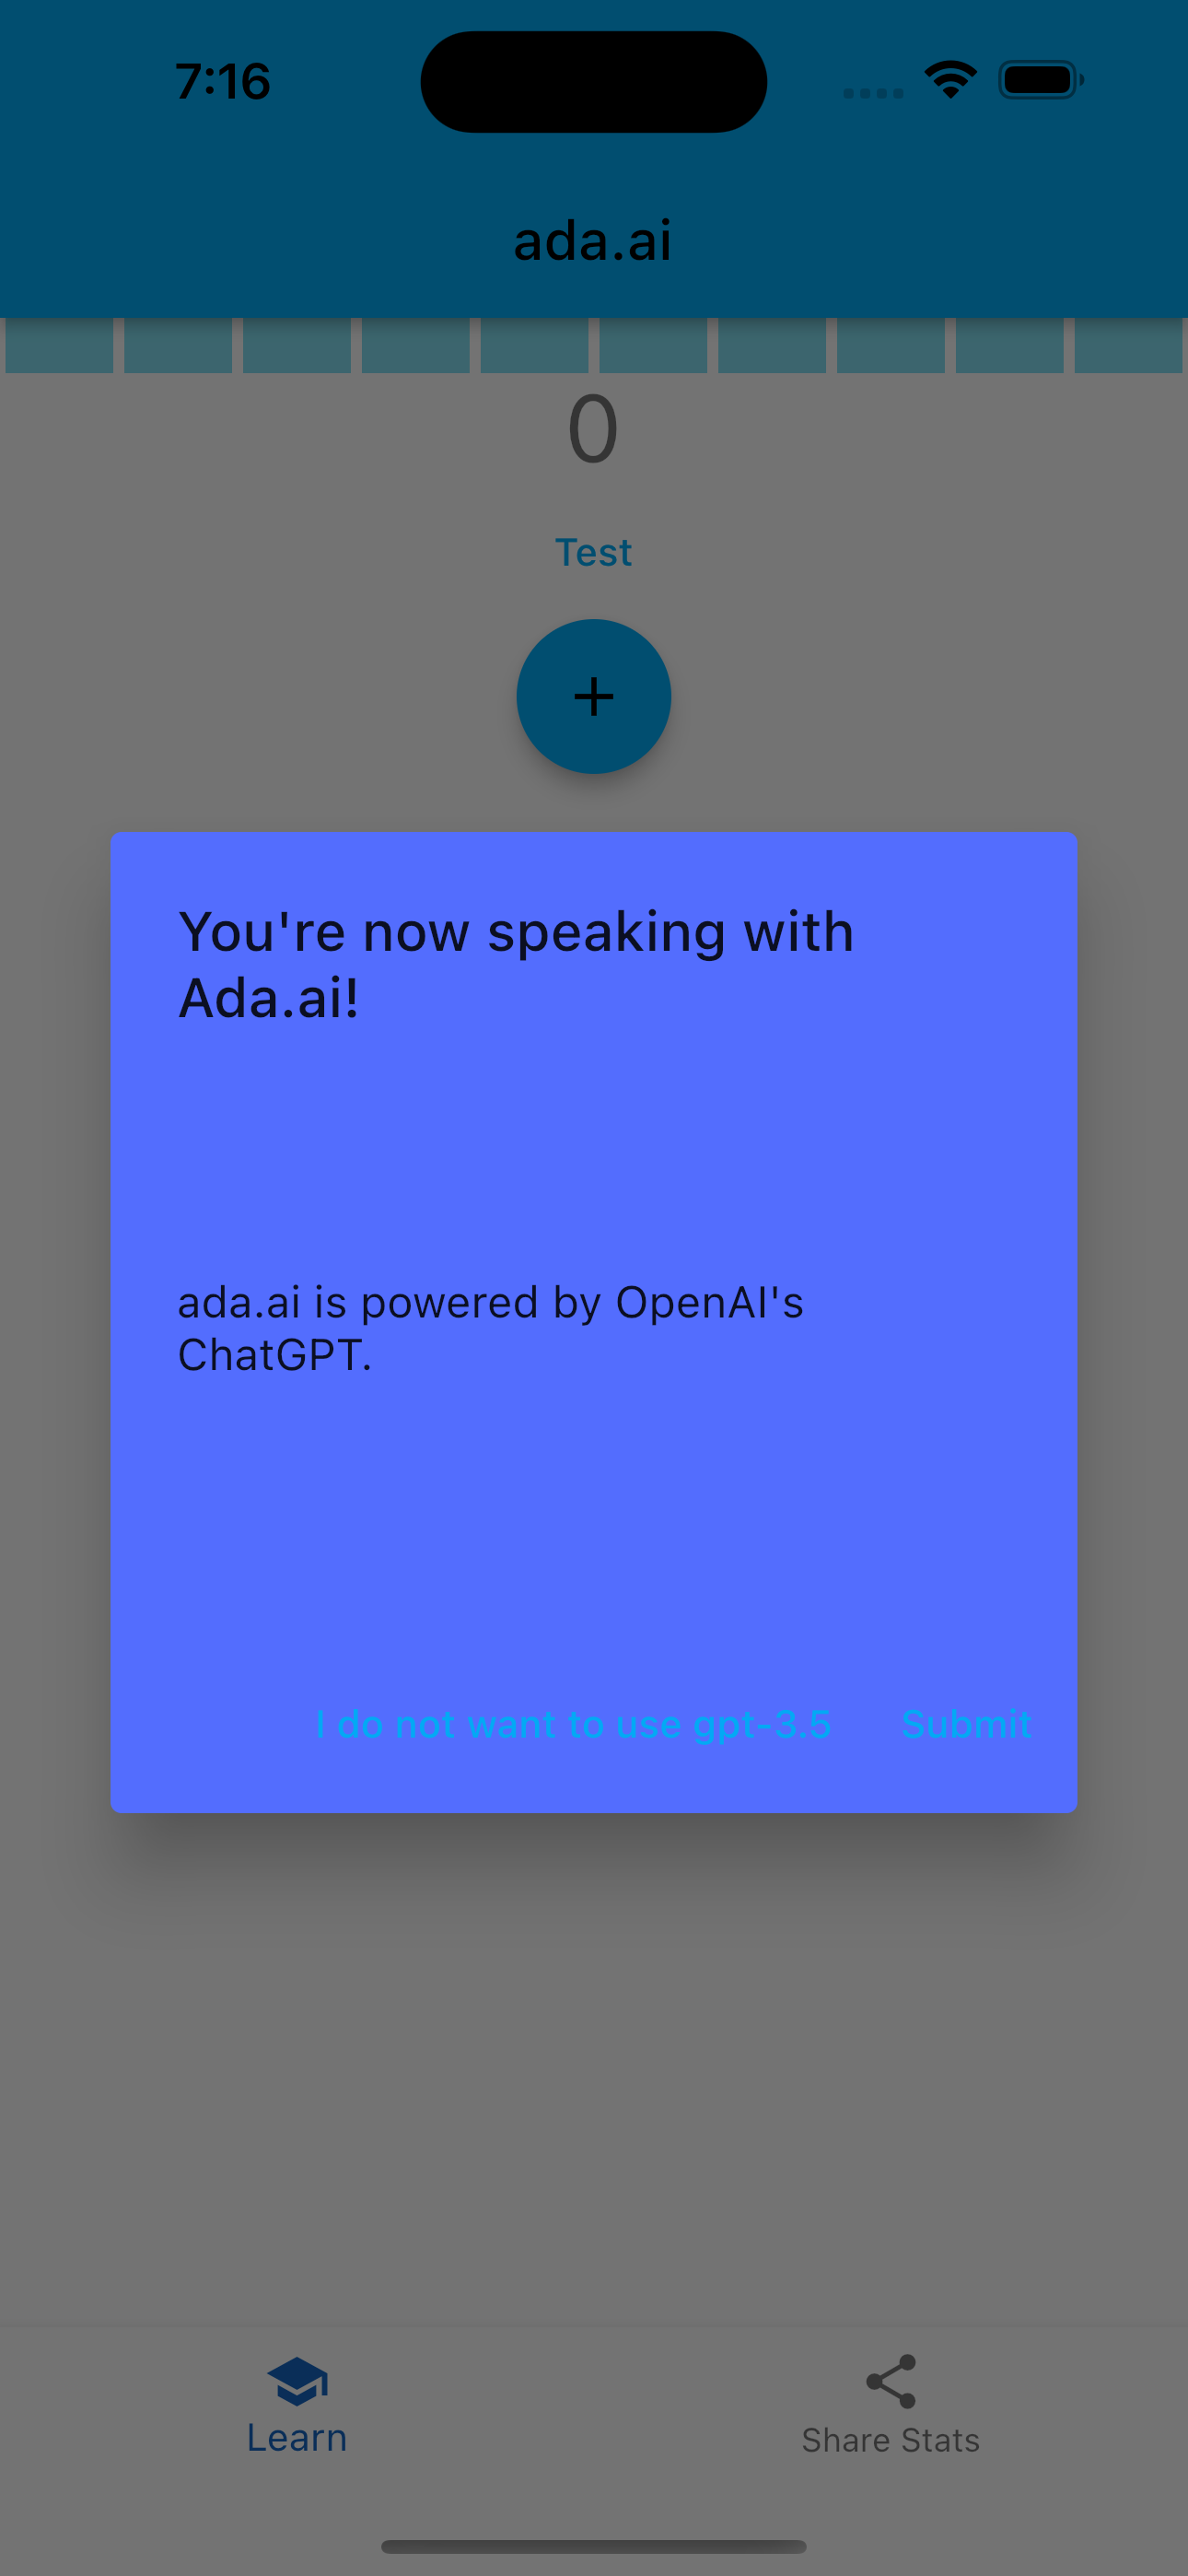 7:16
ada.ai
0
Test
+
You're now speaking with
Ada.ai!
ada.ai is powered by OpenAI's
ChatGPT.
I do not want to use gpt-3.5 Submit
Learn Share Stats